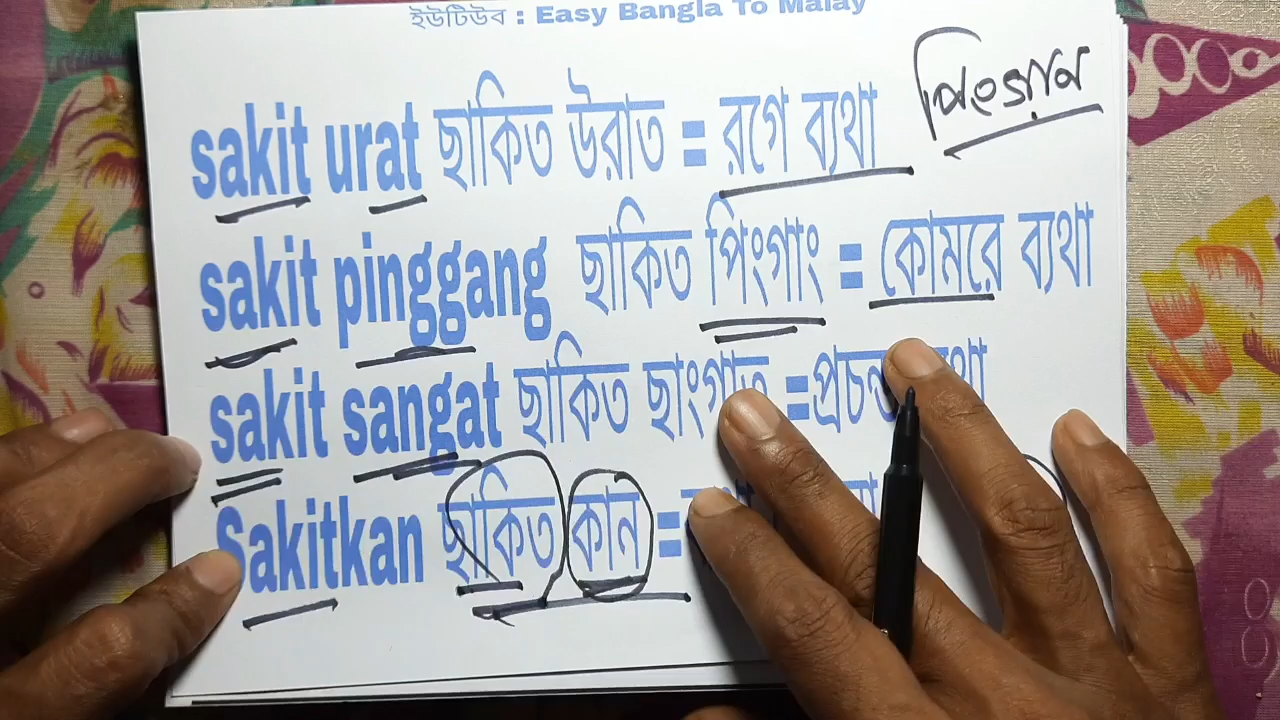 ইউটিউব : Easy Bangla To Malay
পিংগান
sakit urat ছাকিত উরাত = রগে ব্যথা
sakit pinggang ছাকিত পিংগাং = কোমরে ব্যথা
sakit sangat ছাকিত ছাংগাত =প্রচন্ড
Sakitkan ছাকিত কান =